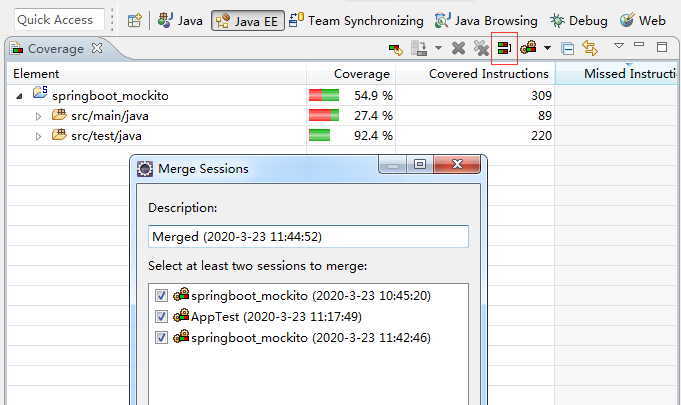 Quick Access Java Java EE Team Synchronizing Java Browsing Debug Web
Coverage
Element Coverage Covered Instructions Missed Instructi
springboot_mockito 54.9 % 309
src/main/java 27.4 % 89
src/test/java 92.4 % 220
Merge Sessions
Description:
Merged (2020-3-23 11:44:52)
Select at least two sessions to merge:
springboot_mockito (2020-3-23 10:45:20)
AppTest (2020-3-23 11:17:49)
springboot_mockito (2020-3-23 11:42:46)